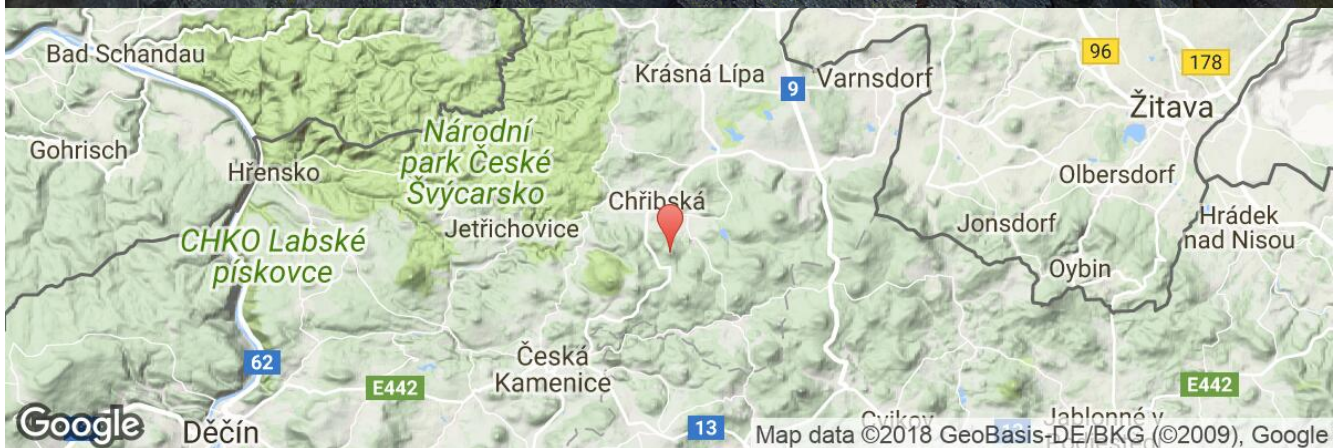 Bad Schandau
Krásná Lípa
9
Varnsdorf
96
178
Žitava
Gohrisch
Hřensko
Národní
park České
Švýcarsko
Chřibská
Olbersdorf
Jetřichovice
Jonsdorf
Hrádek
nad Nisou
CHKO Labské
pískovce
Oybin
62
Česká
Kamenice
E442
E442
Google
Děčín
13
Cvikov
Jablonné v
Map data ©2018 GeoBasis-DE/BKG (©2009), Google